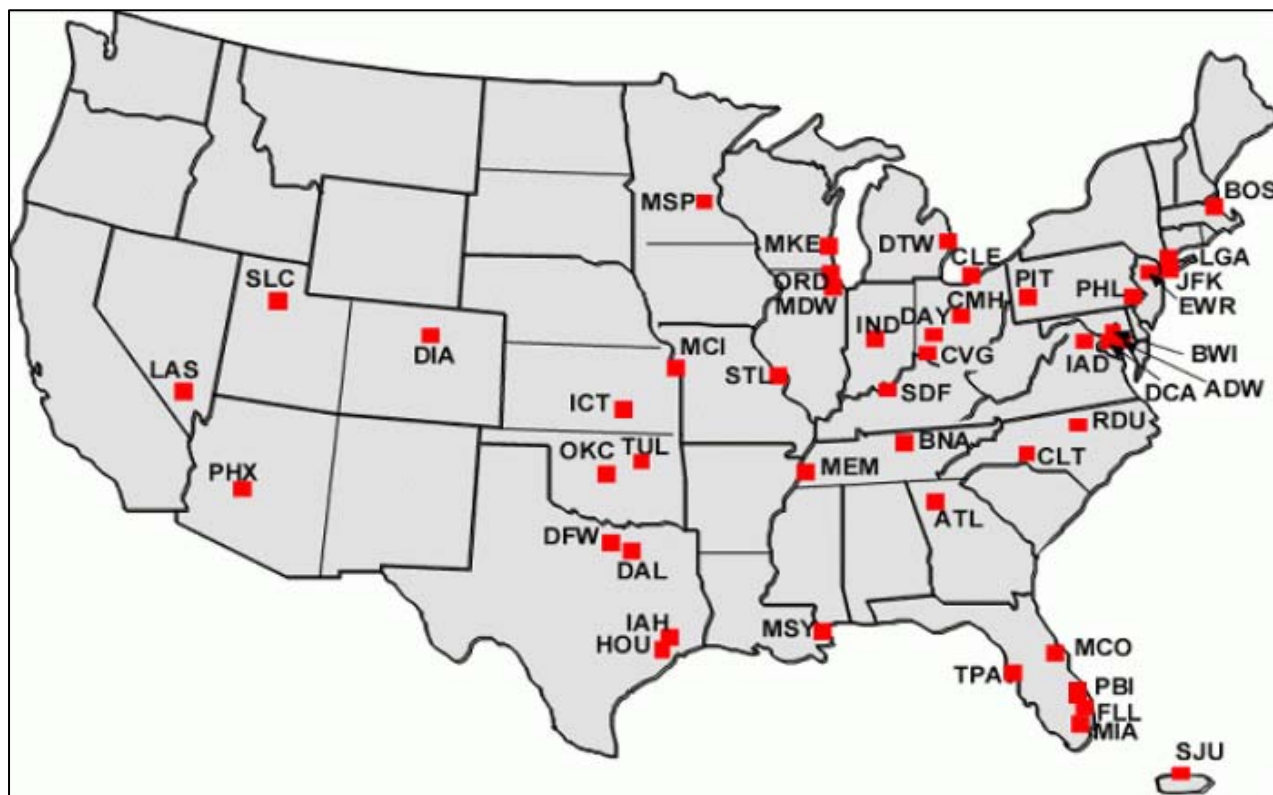 MSP
BOS
MKE
DTW
CLE
LGA
ORD
PIT
PHL
JFK
SLC
MDW
CMH
EWR
DAY
IND
DIA
MCI
CVG
IAD
BWI
LAS
STL
SDF
DCA
ADW
ICT
RDU
OKC
TUL
BNA
CLT
PHX
MEM
ATL
DFW
DAL
IAH
HOU
MSY
MCO
TPA
PBI
FLL
MIA
SJU